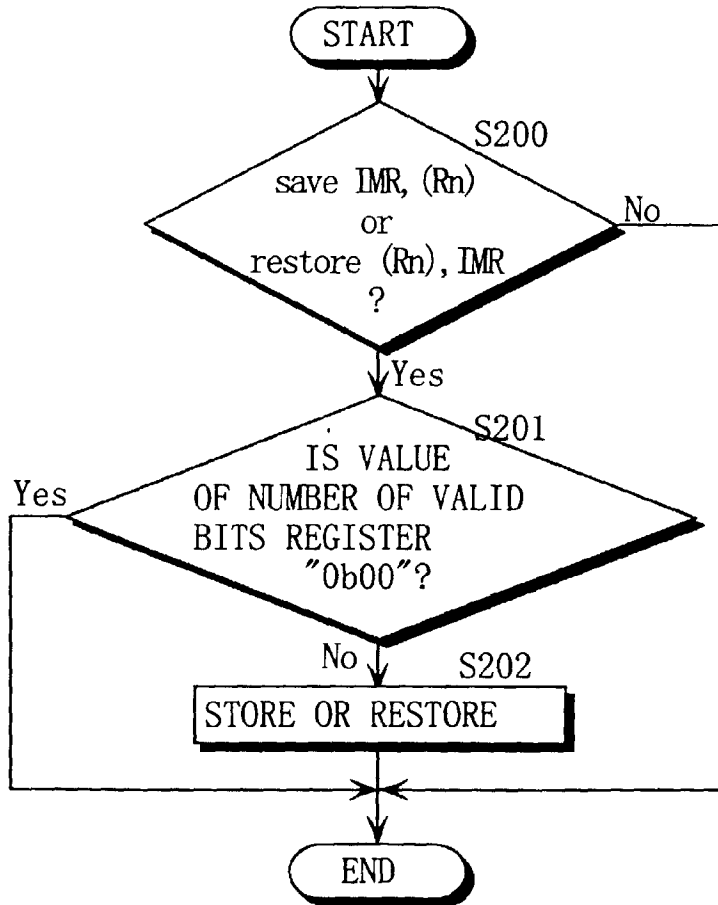 START
S200
save IMR, (Rn)
or
restore (Rn), IMR
?
No
Yes
S201
IS VALUE
OF NUMBER OF VALID
BITS REGISTER
"0b00"?
Yes
No
S202
STORE OR RESTORE
END